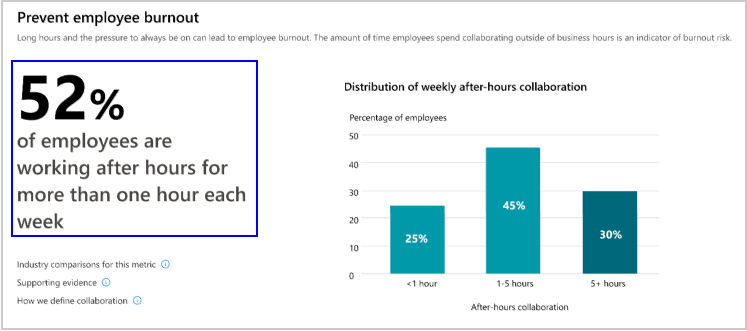 Prevent employee burnout
Long hours and the pressure to always be on can lead to employee burnout. The amount of time employees spend collaborating outside of business hours is an indicator of burnout risk.
52%
of employees are
working after hours for
more than one hour each
week
Industry comparisons for this metric
Supporting evidence
How we define collaboration
Distribution of weekly after-hours collaboration
Percentage of employees
50
40
30
20
10
0
25%
45%
30%
<1 hour
1-5 hours
5+ hours
After-hours collaboration